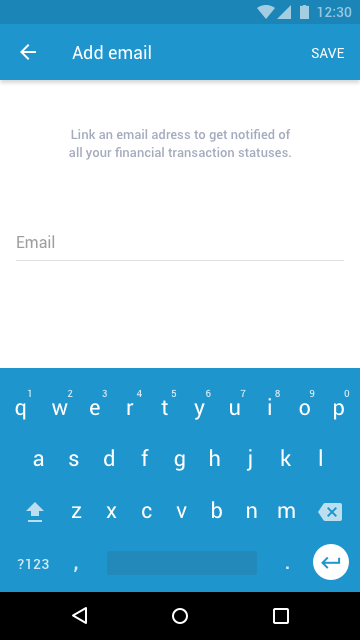 12:30
Add email
SAVE
Link an email adress to get notified of
all your financial transaction statuses.
Email
1 2 3 4 5 6 7 8 9 0
q w e r t y u i o p
a s d f g h j k l
z x c v b n m
?123 , .